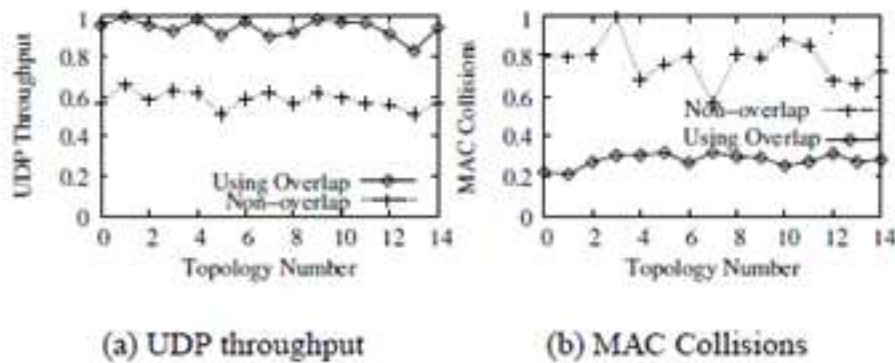 1
0.8
0.6
0.4
0.2
0
UDP Throughput
Using Overlap
Non-overlap
0 2 4 6 8 10 12 14
Topology Number
(a) UDP throughput
1
0.8
0.6
0.4
0.2
0
MAC Collisions
Non-overlap
Using Overlap
0 2 4 6 8 10 12 14
Topology Number
(b) MAC Collisions